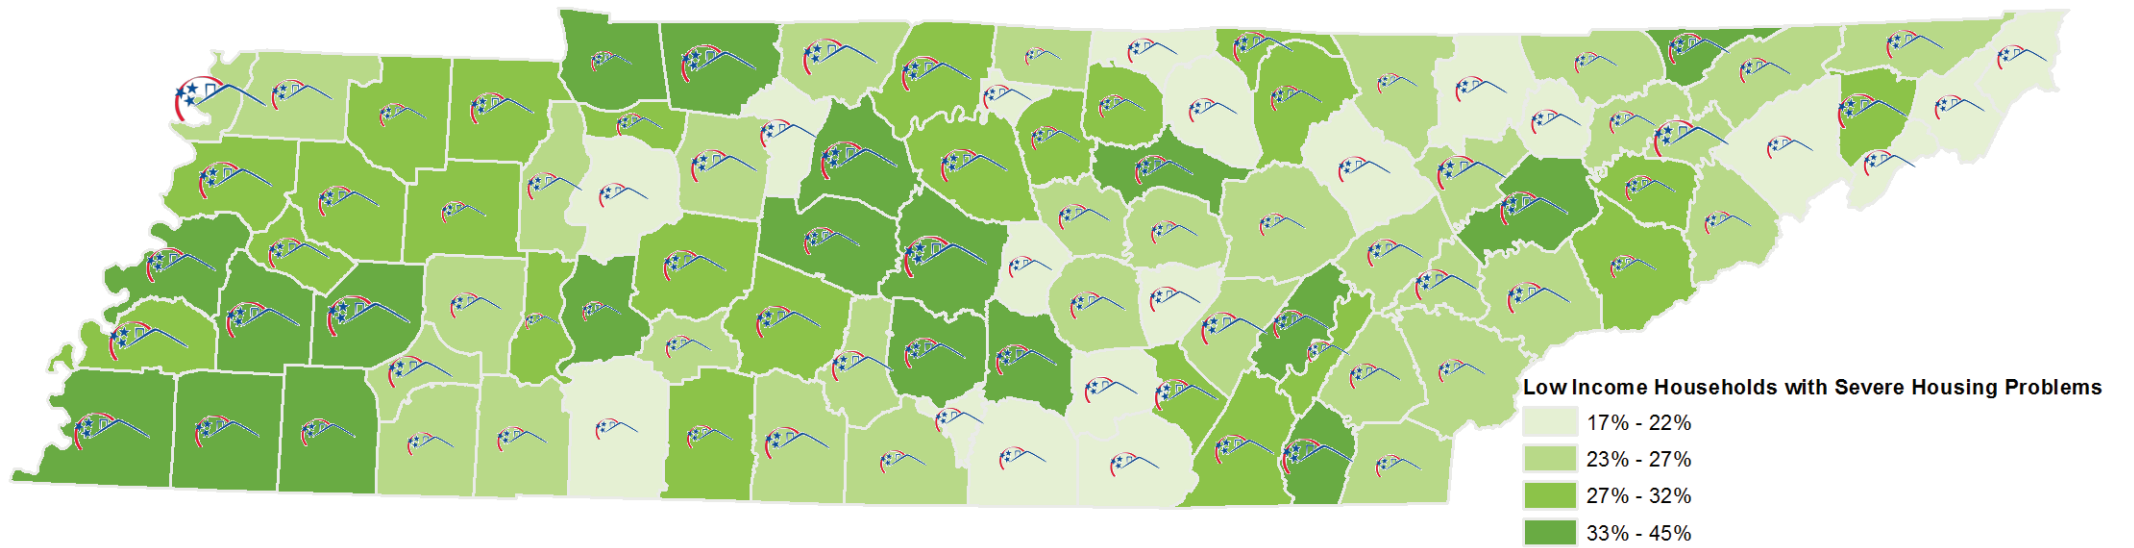 Low Income Households with Severe Housing Problems
17% - 22%
23% - 27%
27% - 32%
33% - 45%